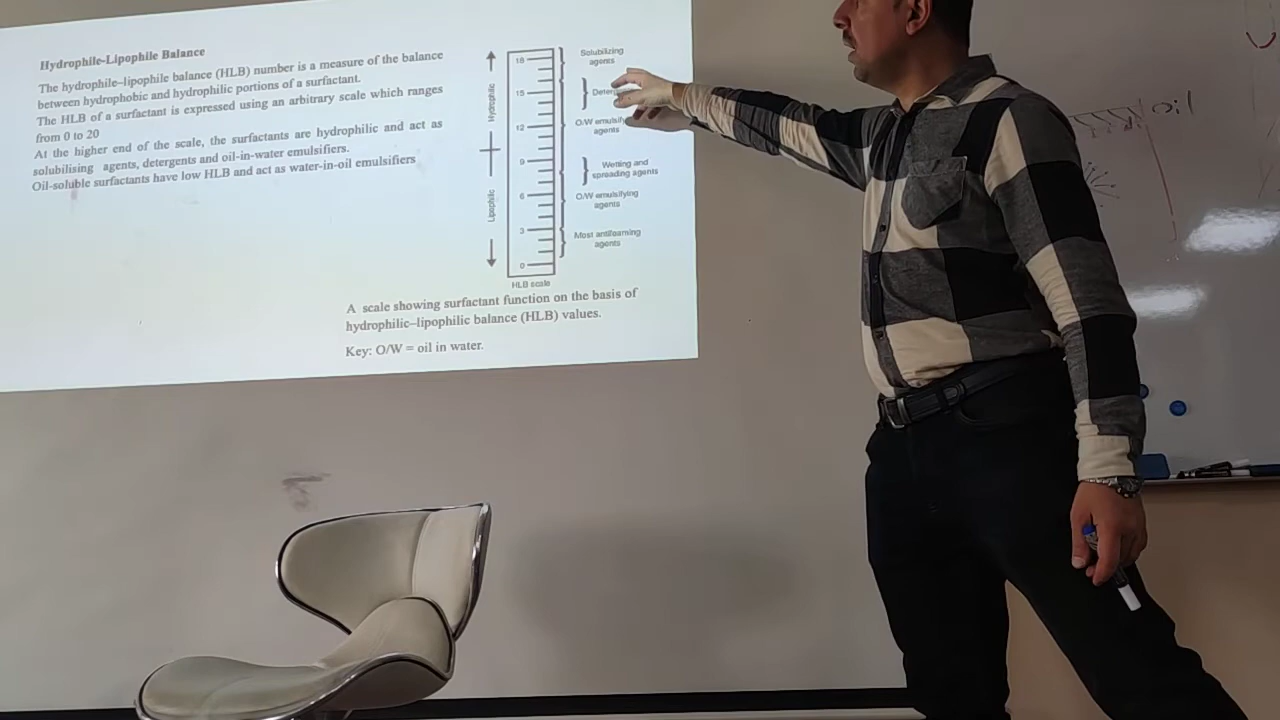 Hydrophile-Lipophile Balance
The hydrophile–lipophile balance (HLB) number is a measure of the balance
between hydrophobic and hydrophilic portions of a surfactant.
The HLB of a surfactant is expressed using an arbitrary scale which ranges
from 0 to 20
At the higher end of the scale, the surfactants are hydrophilic and act as
solubilising agents, detergents and oil-in-water emulsifiers.
Oil-soluble surfactants have low HLB and act as water-in-oil emulsifiers
Hydrophilic
Lipophilic
18
15
12
9
6
3
0
HLB scale
Solubilizing
agents
O/W
agents
Wetting and
spreading agents
O/W emulsifying
agents
Most antifoaming
agents
A scale showing surfactant function on the basis of
hydrophilic–lipophilic balance (HLB) values.
Key: O/W = oil in water.
oil